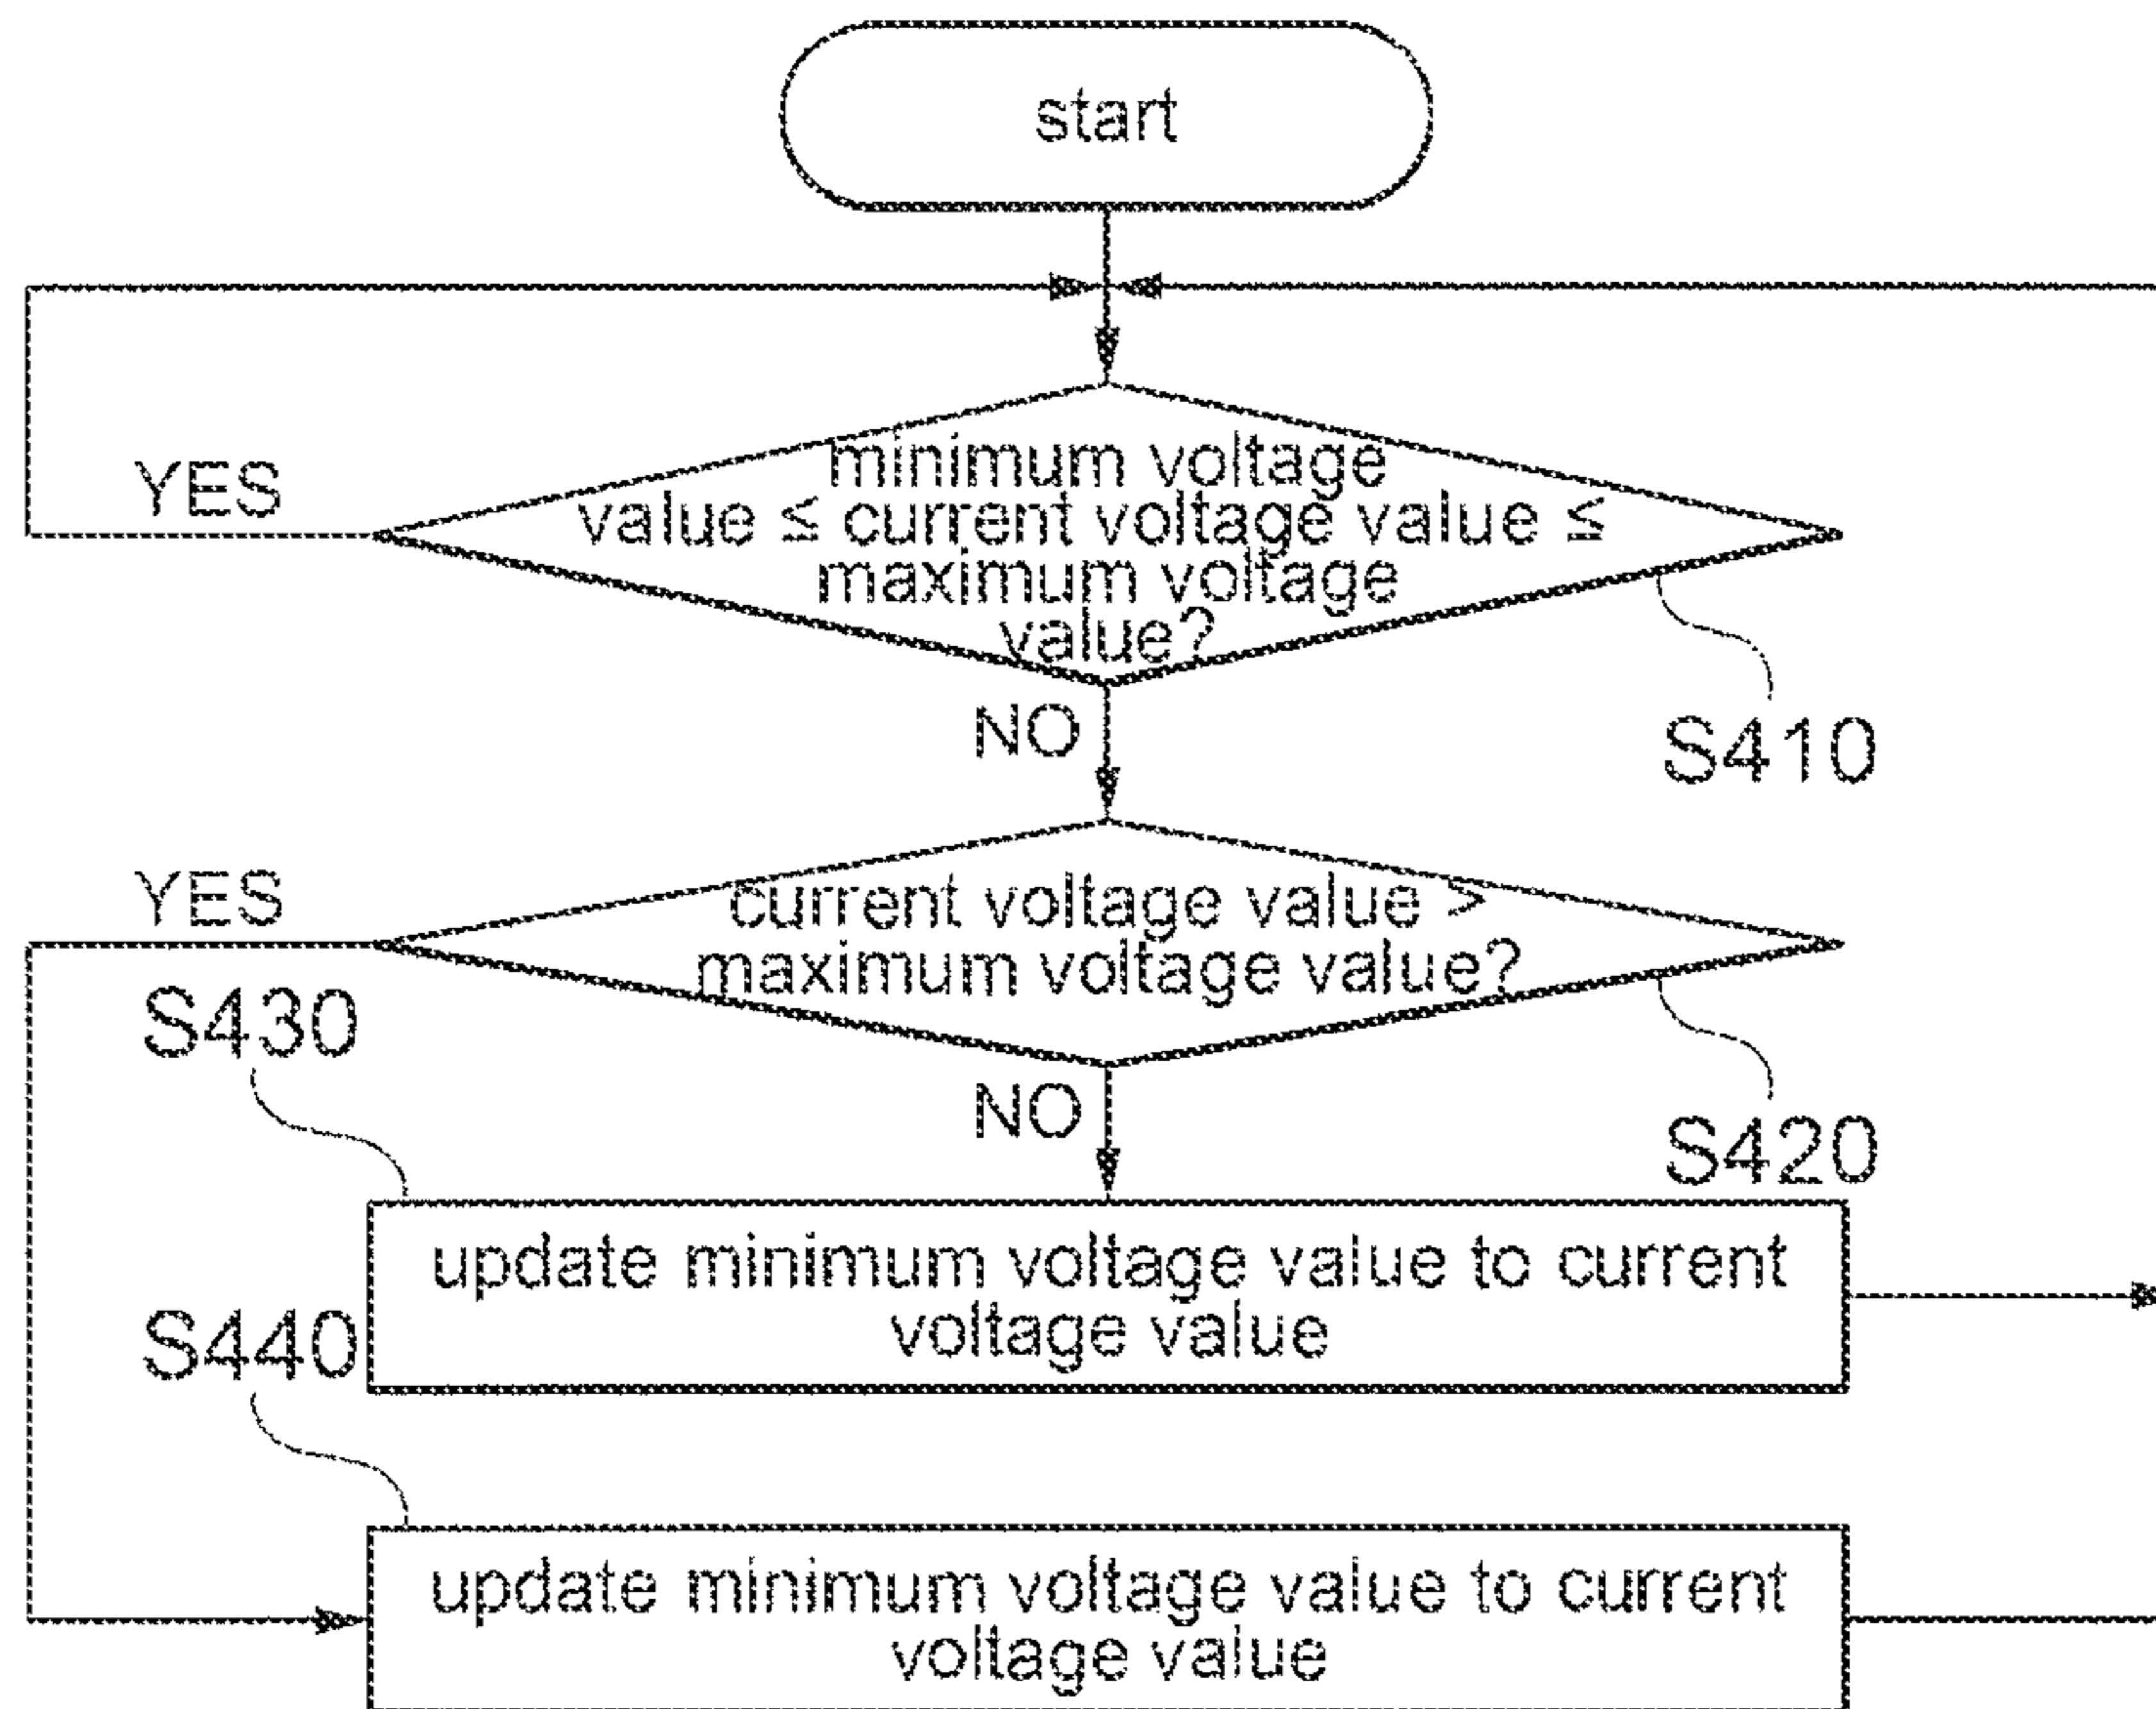 start
YES
minimum voltage
value ≤ current voltage value ≤
maximum voltage
value?
NO
S410
YES
current voltage value >
maximum voltage value?
S430
NO
S420
update minimum voltage value to current
voltage value
S440
update minimum voltage value to current
voltage value